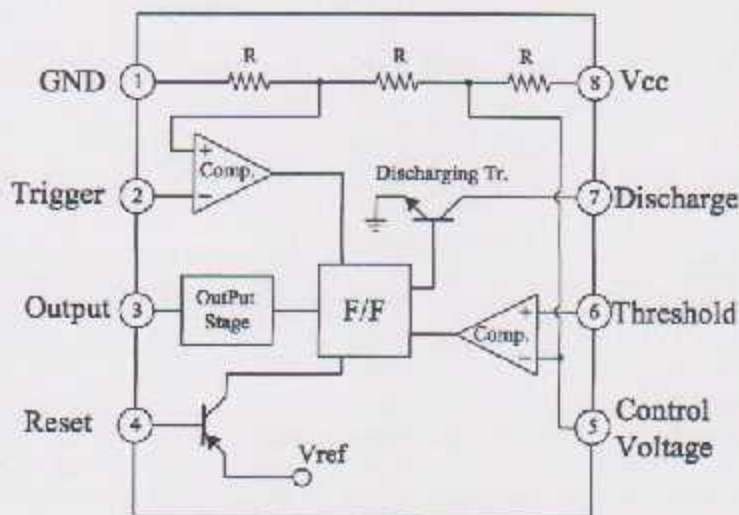 R R R
GND 1 8 Vcc
+
Comp.
−
Trigger 2
Discharging Tr.
7 Discharge
Output 3
OutPut
Stage
F/F
+
Comp.
−
6 Threshold
Reset 4
Vref
5 Control
Voltage